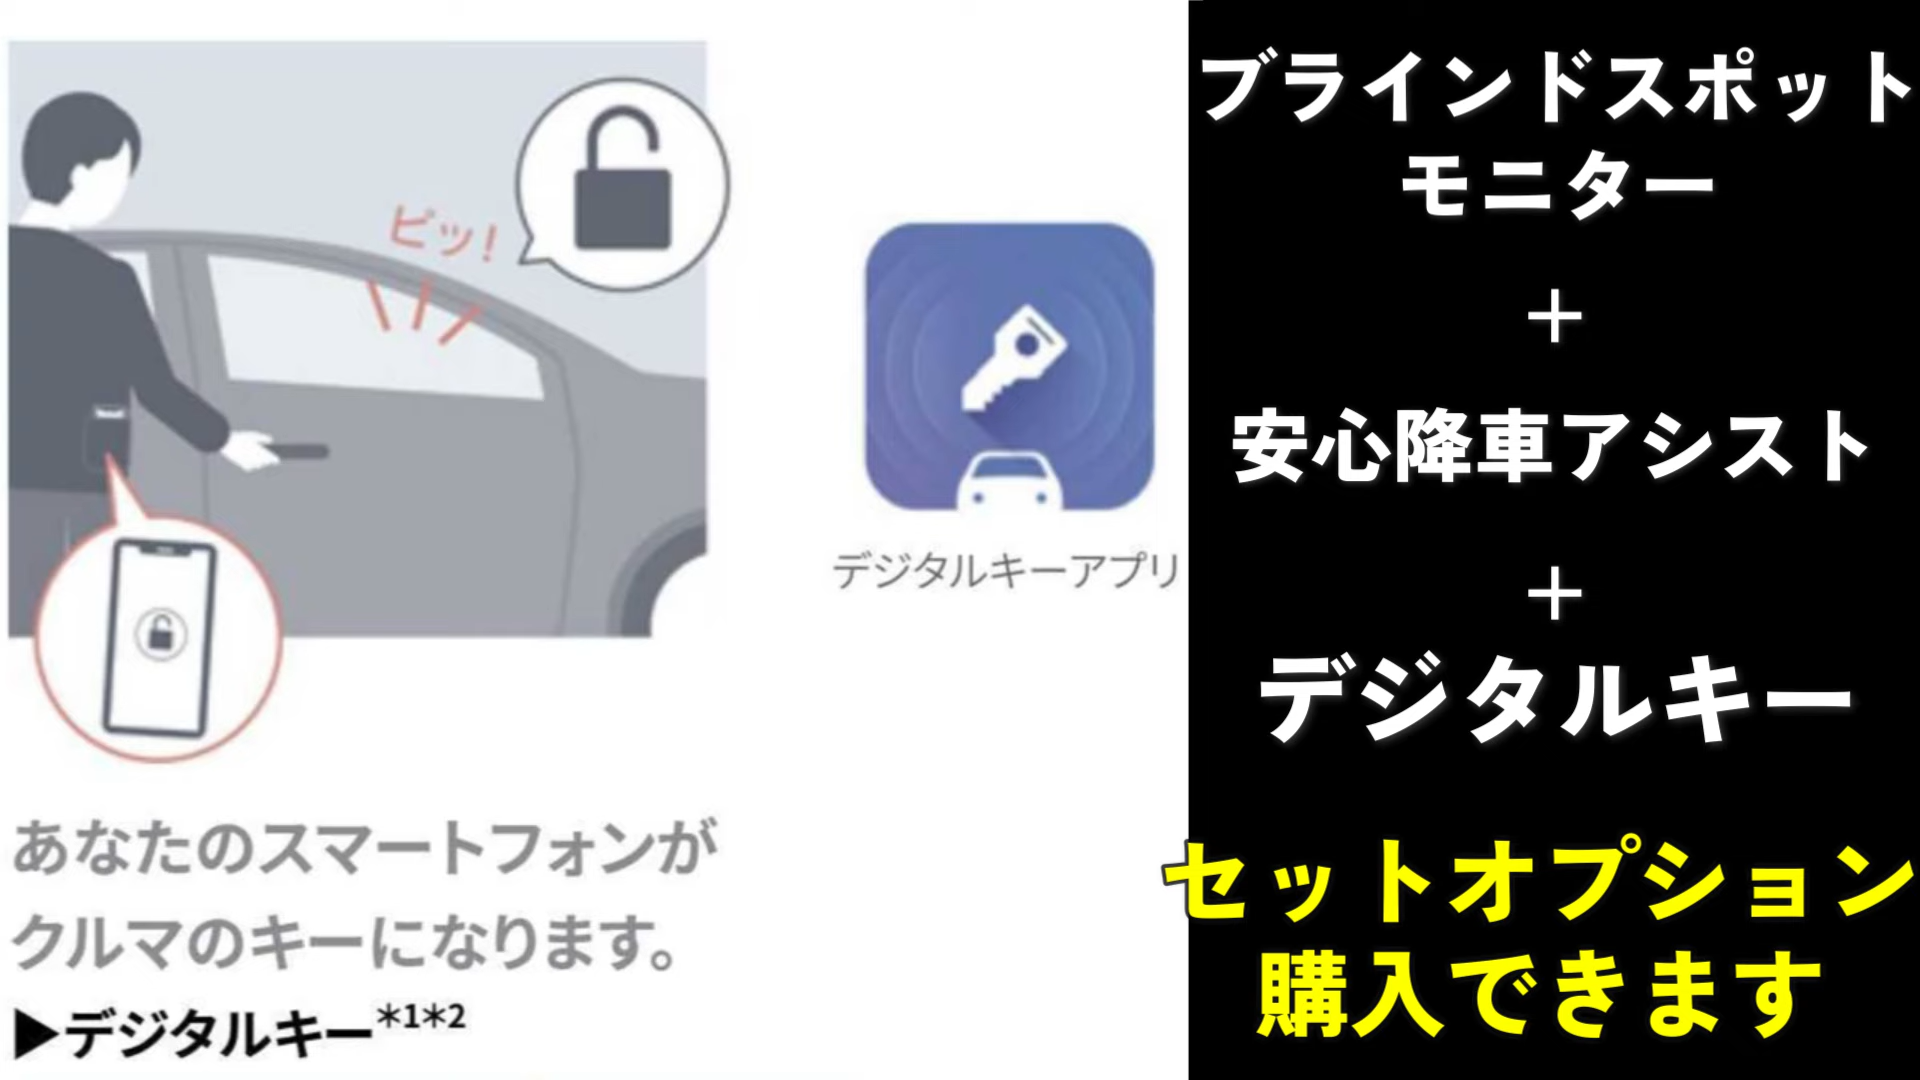 ピッ!
デジタルキーアプリ
あなたのスマートフォンが
クルマのキーになります。
▶デジタルキー*1*2
ブラインドスポット
モニター
+
安心降車アシスト
+
デジタルキー
セットオプション
購入できます